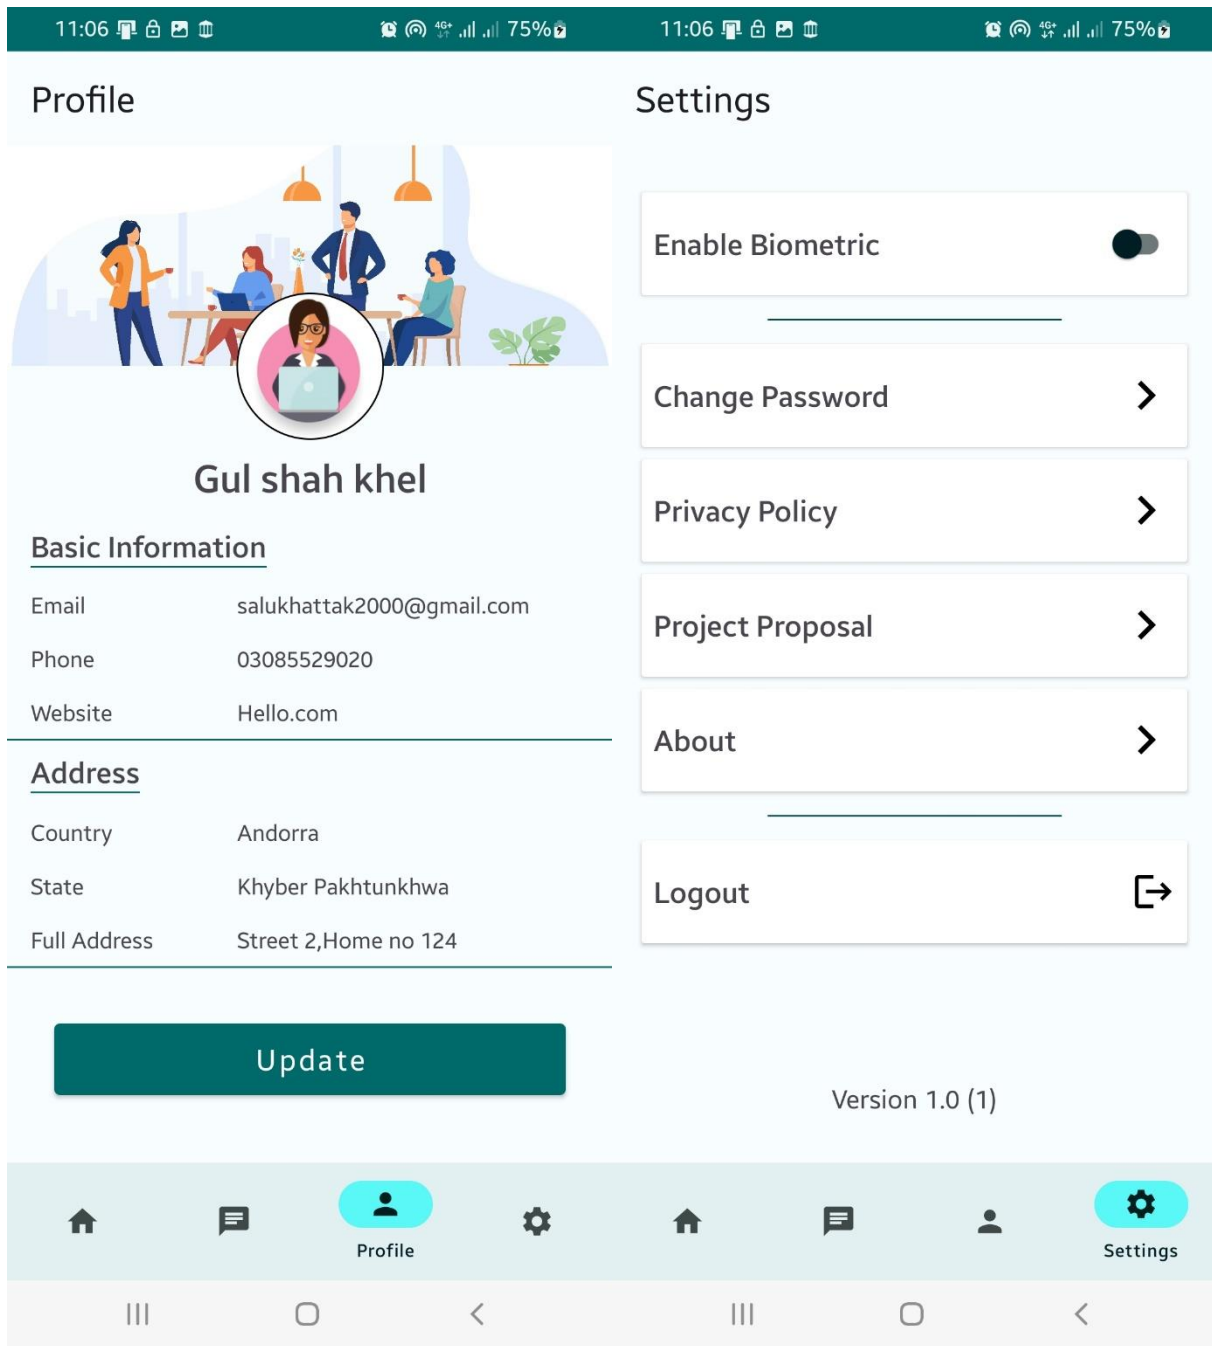 11:06 4G+ 75%
Profile
Gul shah khel
Basic Information
Email salukhattak2000@gmail.com
Phone 03085529020
Website Hello.com
Address
Country Andorra
State Khyber Pakhtunkhwa
Full Address Street 2,Home no 124
Update
Profile
11:06 4G+ 75%
Settings
Enable Biometric
Change Password
Privacy Policy
Project Proposal
About
Logout
Version 1.0 (1)
Settings